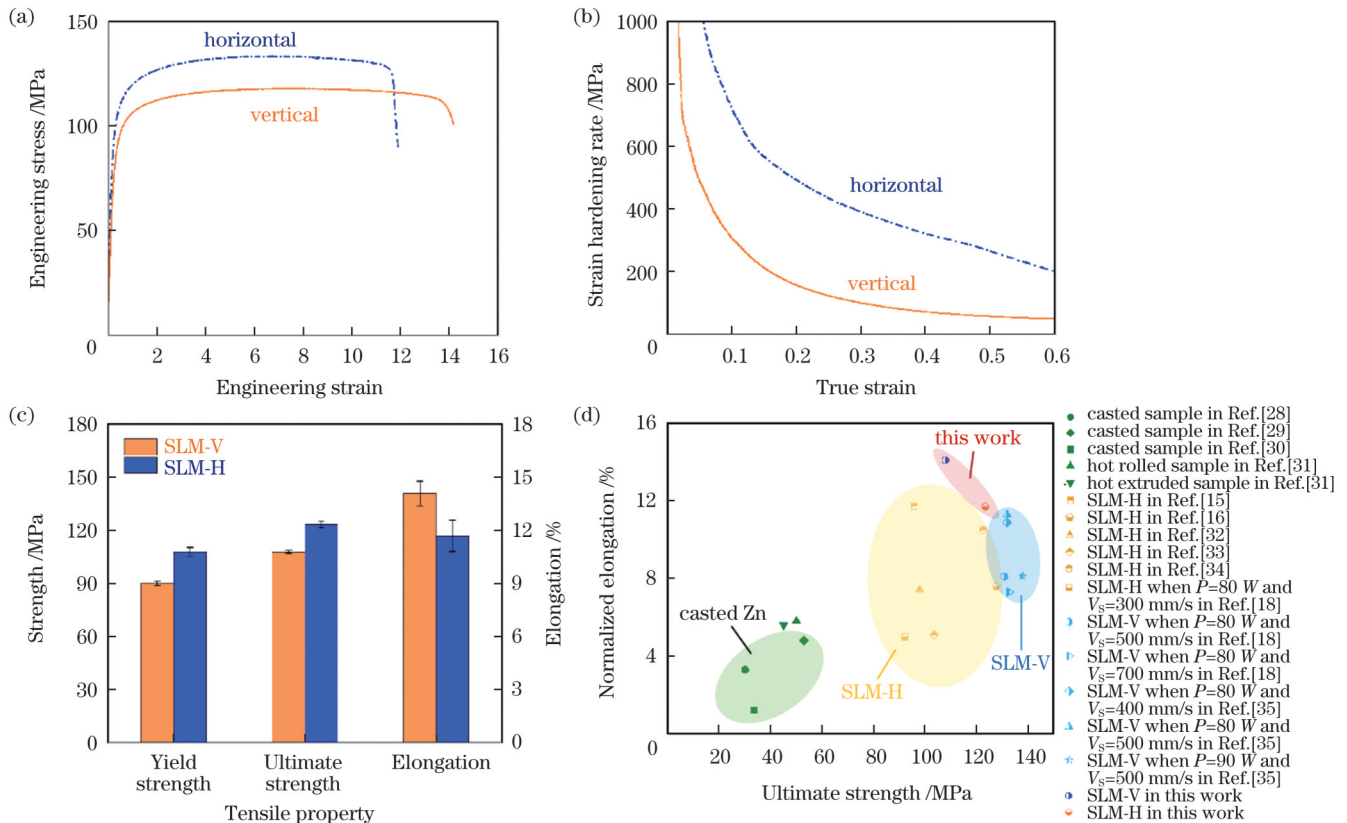 (a)
150
100
50
0
2
4
6
8
10
12
14
16
Engineering stress /MPa
Engineering strain
horizontal
vertical
(b)
1000
800
600
400
200
0
0.1
0.2
0.3
0.4
0.5
0.6
Strain hardening rate /MPa
True strain
horizontal
vertical
(c)
180
150
120
90
60
30
0
18
15
12
9
6
3
0
Strength /MPa
Elongation /%
SLM-V
SLM-H
Yield
strength
Ultimate
strength
Elongation
Tensile property
(d)
16
12
8
4
0
20
40
60
80
100
120
140
Normalized elongation /%
Ultimate strength /MPa
this work
casted Zn
SLM-H
SLM-V
casted sample in Ref.[28]
casted sample in Ref.[29]
casted sample in Ref.[30]
hot rolled sample in Ref.[31]
hot extruded sample in Ref.[31]
SLM-H in Ref.[15]
SLM-H in Ref.[16]
SLM-H in Ref.[32]
SLM-H in Ref.[33]
SLM-H in Ref.[34]
SLM-H when P=80 W and
VS=300 mm/s in Ref.[18]
SLM-V when P=80 W and
VS=500 mm/s in Ref.[18]
SLM-V when P=80 W and
VS=700 mm/s in Ref.[18]
SLM-V when P=80 W and
VS=400 mm/s in Ref.[35]
SLM-V when P=80 W and
VS=500 mm/s in Ref.[35]
SLM-V when P=90 W and
VS=500 mm/s in Ref.[35]
SLM-V in this work
SLM-H in this work